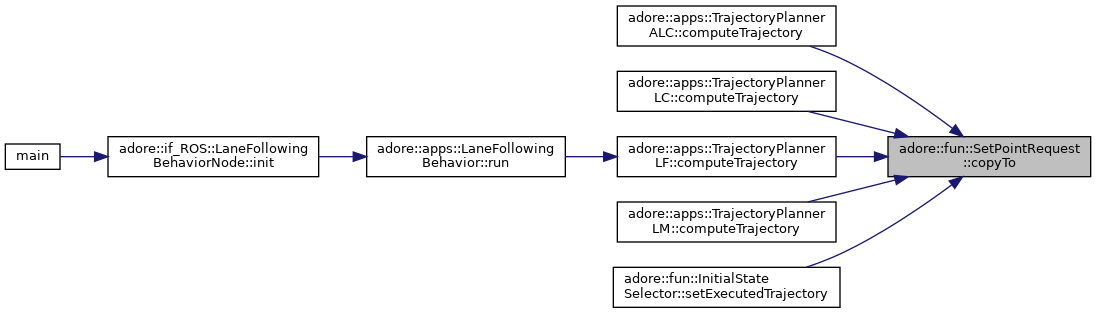 main
adore::if_ROS::LaneFollowing
BehaviorNode::init
adore::apps::LaneFollowing
Behavior::run
adore::apps::TrajectoryPlanner
ALC::computeTrajectory
adore::apps::TrajectoryPlanner
LC::computeTrajectory
adore::apps::TrajectoryPlanner
LF::computeTrajectory
adore::apps::TrajectoryPlanner
LM::computeTrajectory
adore::fun::InitialState
Selector::setExecutedTrajectory
adore::fun::SetPointRequest
::copyTo